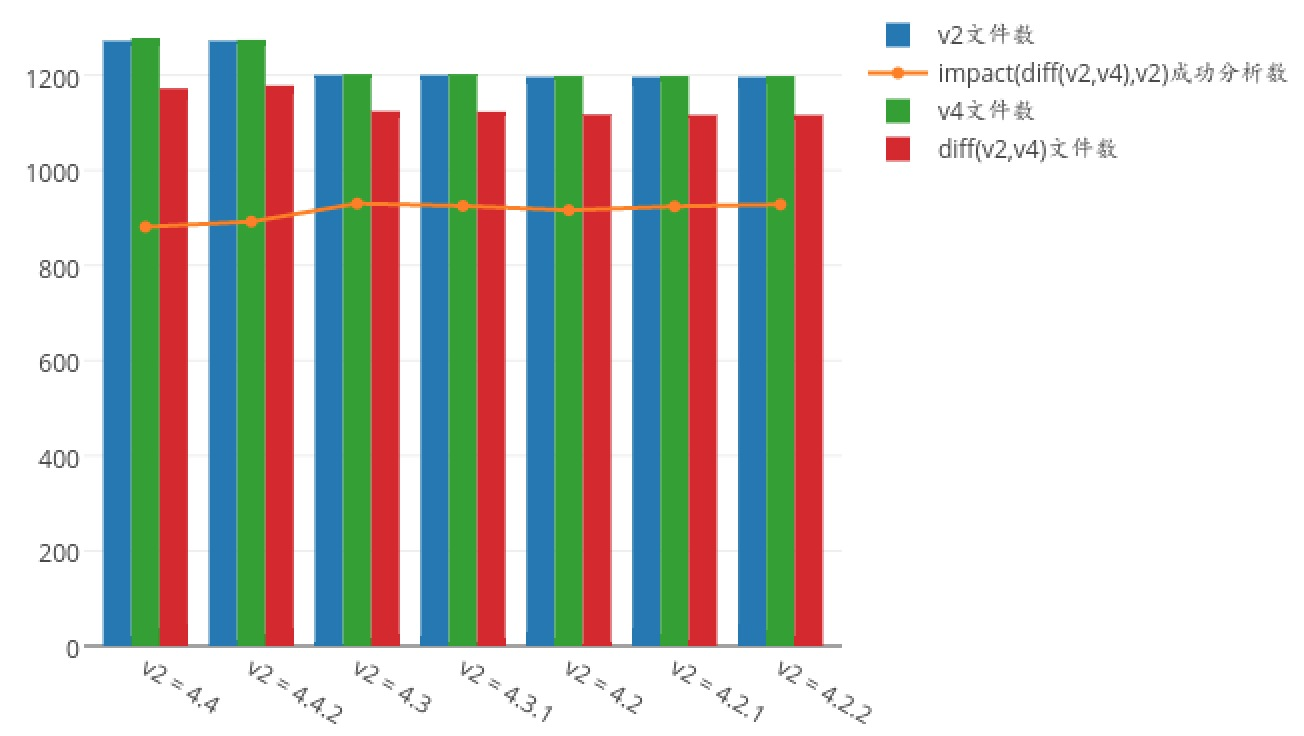 1200
1000
800
600
400
200
0
v2 = 4.4
v2 = 4.4.2
v2 = 4.3
v2 = 4.3.1
v2 = 4.2
v2 = 4.2.1
v2 = 4.2.2
v2文件数
impact(diff(v2,v4),v2)成功分析数
v4文件数
diff(v2,v4)文件数